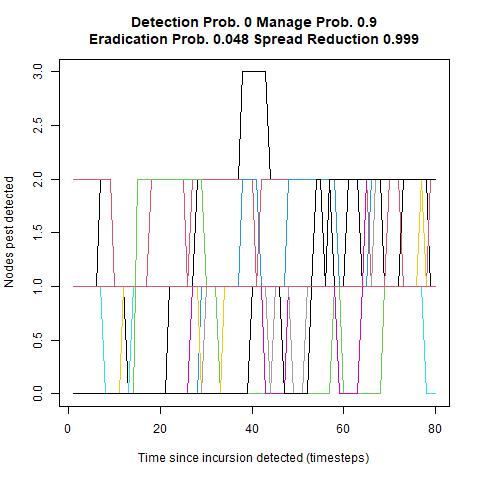 Detection Prob. 0 Manage Prob. 0.9
Eradication Prob. 0.048 Spread Reduction 0.999
Nodes pest detected
3.0
2.5
2.0
1.5
1.0
0.5
0.0
0 20 40 60 80
Time since incursion detected (timesteps)